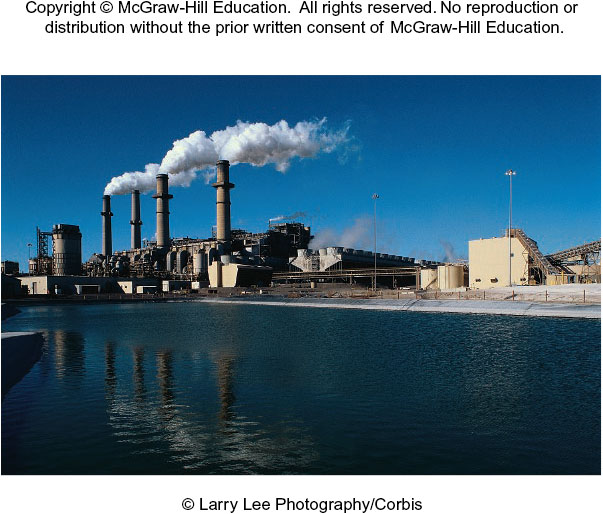 Copyright © McGraw-Hill Education.  All rights reserved. No reproduction or
distribution without the prior written consent of McGraw-Hill Education.
© Larry Lee Photography/Corbis